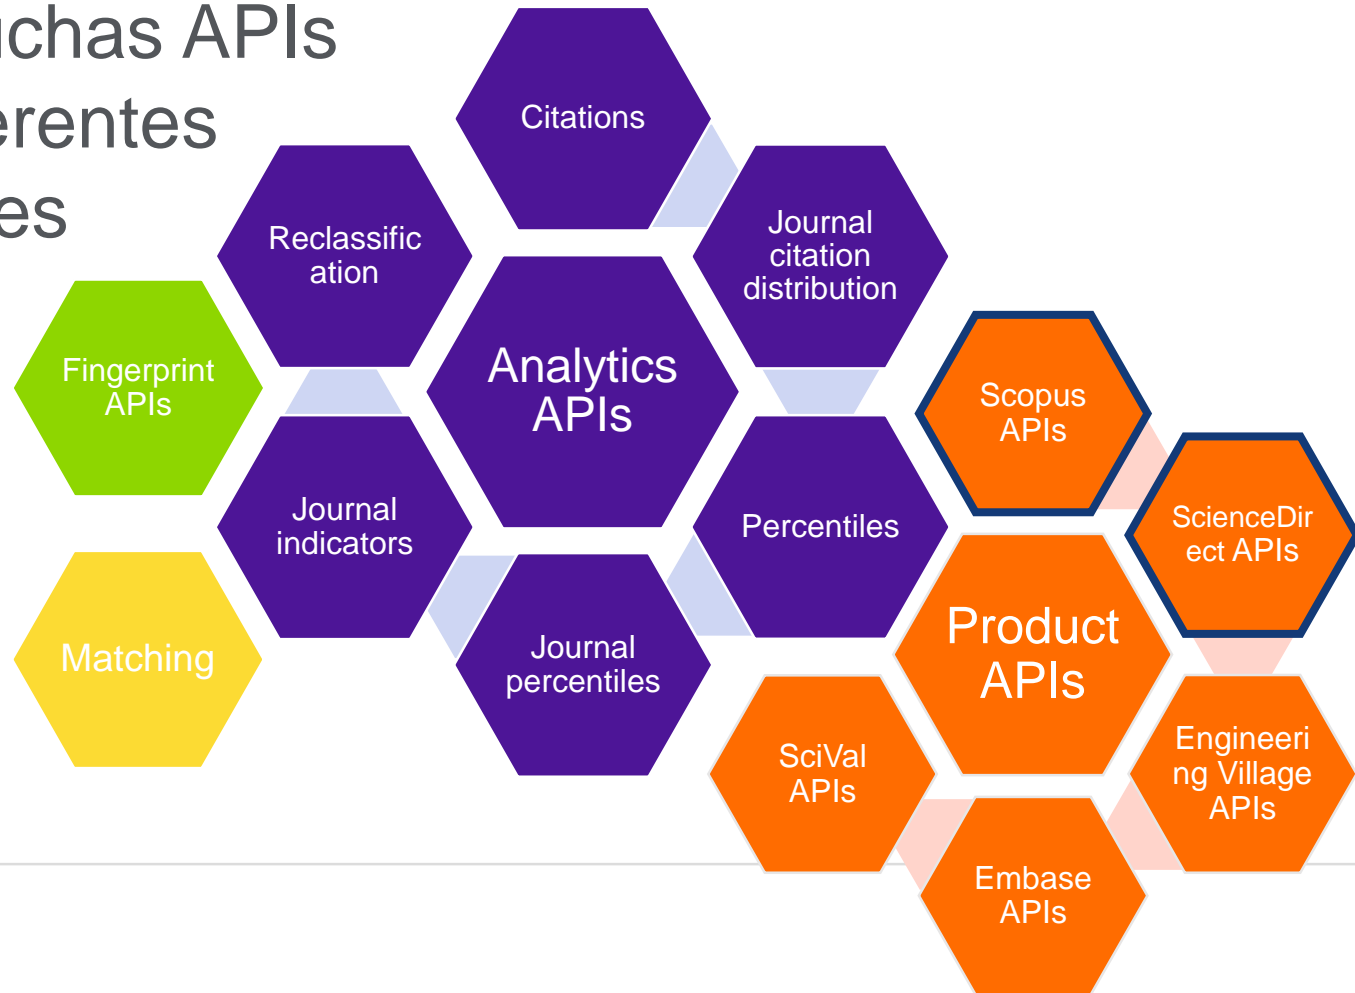 uchas APIs
erentes
es
Citations
Reclassific
ation
Journal
citation
distribution
Fingerprint
APIs
Analytics
APIs
Scopus
APIs
Journal
indicators
Percentiles
ScienceDir
ect APIs
Matching
Journal
percentiles
Product
APIs
SciVal
APIs
Engineeri
ng Village
APIs
Embase
APIs